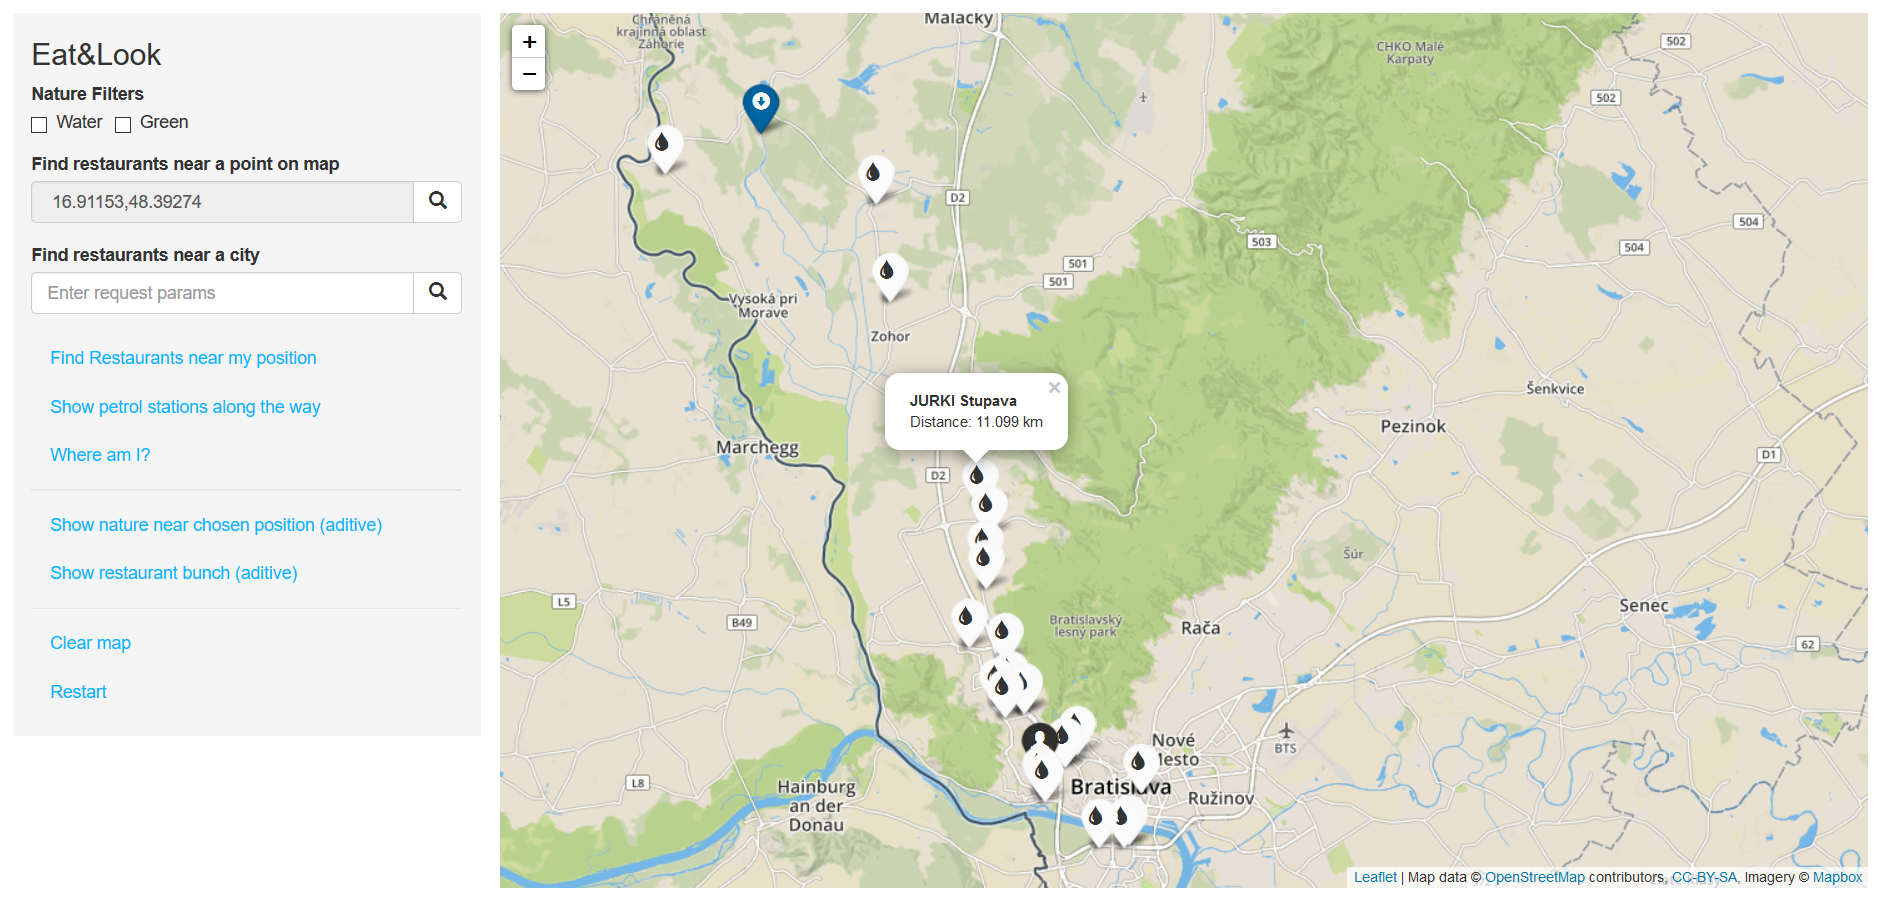 Eat&Look
Nature Filters
Water Green
Find restaurants near a point on map
16.91153,48.39274
Find restaurants near a city
Enter request params
Find Restaurants near my position
Show petrol stations along the way
Where am I?
Show nature near chosen position (aditive)
Show restaurant bunch (aditive)
Clear map
Restart
+
−
Chráněná
krajinná oblast
Záhorie
Malacky
CHKO Malé
Karpaty
502
502
D2
503
504
504
501
501
Vysoká pri
Morave
Zohor
JURKI Stupava
Distance: 11.099 km
×
Šenkvice
Pezinok
Marchegg
D2
D1
Šúr
L5
B49
Bratislavský
lesný park
Rača
Senec
62
Nové
BTS
L8
Hainburg
an der
Donau
Ružinov
Leaflet | Map data © OpenStreetMap contributors, CC-BY-SA, Imagery © Mapbox